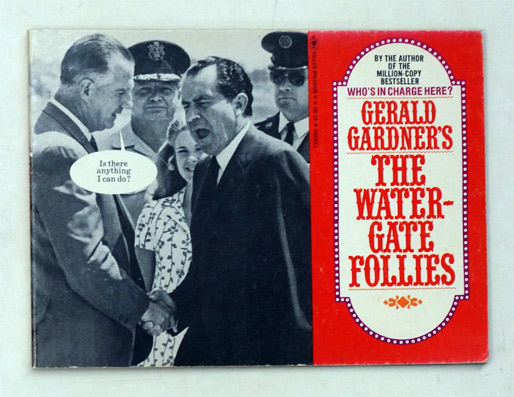 Is there
anything
I can do?
BY THE AUTHOR
OF THE
MILLION-COPY
BESTSELLER
WHO'S IN CHARGE HERE?
GERALD
GARDNER'S
THE
WATER-
GATE
FOLLIES